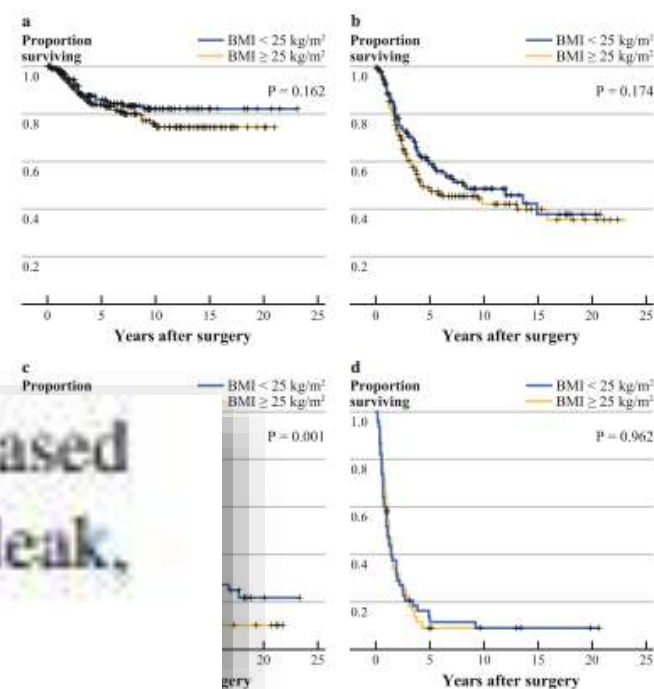 a
Proportion
surviving
BMI < 25 kg/m²
BMI ≥ 25 kg/m²
P = 0.162
1.0
0.8
0.6
0.4
0.2
0 5 10 15 20 25
Years after surgery
b
Proportion
surviving
BMI < 25 kg/m²
BMI ≥ 25 kg/m²
P = 0.174
1.0
0.8
0.6
0.4
0.2
0 5 10 15 20 25
Years after surgery
c
Proportion
BMI < 25 kg/m²
BMI ≥ 25 kg/m²
P = 0.001
20 25
gery
ased
leak,
d
Proportion
surviving
BMI < 25 kg/m²
BMI ≥ 25 kg/m²
P = 0.962
1.0
0.8
0.6
0.4
0.2
0 5 10 15 20 25
Years after surgery